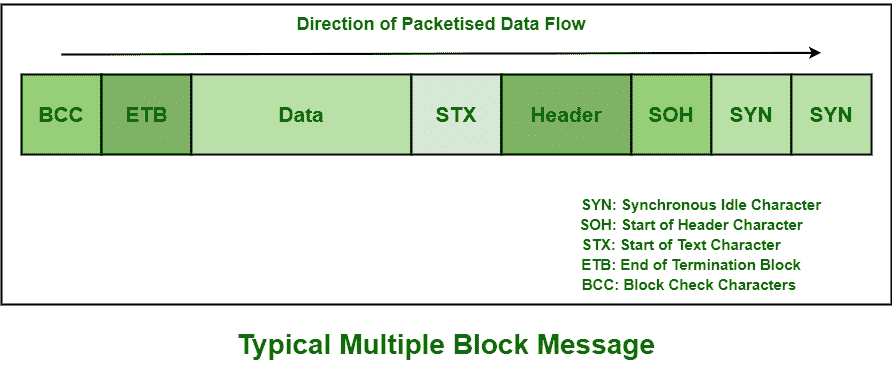 Direction of Packetised Data Flow
BCC ETB Data STX Header SOH SYN SYN
SYN: Synchronous Idle Character
SOH: Start of Header Character
STX: Start of Text Character
ETB: End of Termination Block
BCC: Block Check Characters
Typical Multiple Block Message